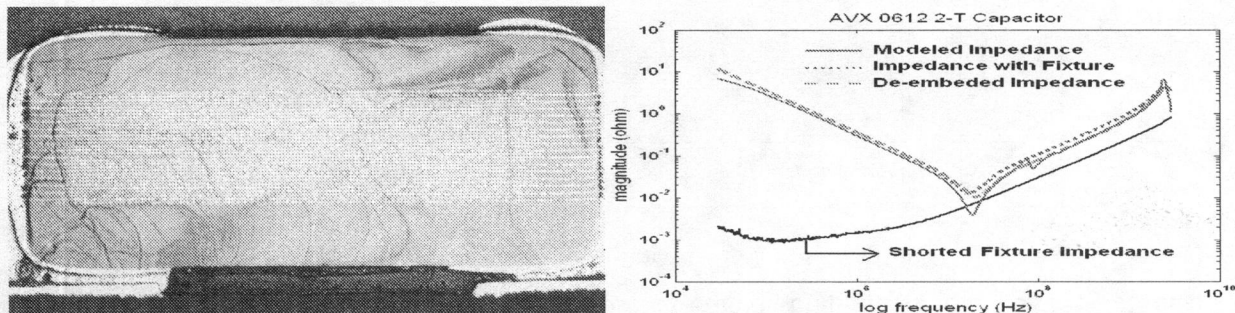 AVX 0612 2-T Capacitor
10^2
10^1
10^0
10^-1
10^-2
10^-3
10^-4
magnitude (ohm)
Modeled Impedance
Impedance with Fixture
De-embeded Impedance
Shorted Fixture Impedance
10^4
10^6
10^8
10^10
log frequency (Hz)